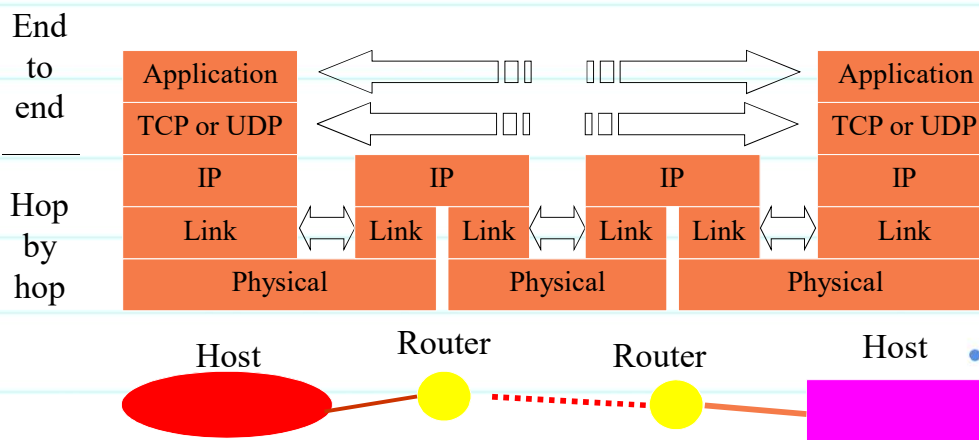 End
to
end
Application
Application
TCP or UDP
TCP or UDP
Hop
by
hop
IP
IP
IP
IP
Link
Link
Link
Link
Link
Link
Physical
Physical
Physical
Host
Router
Router
Host